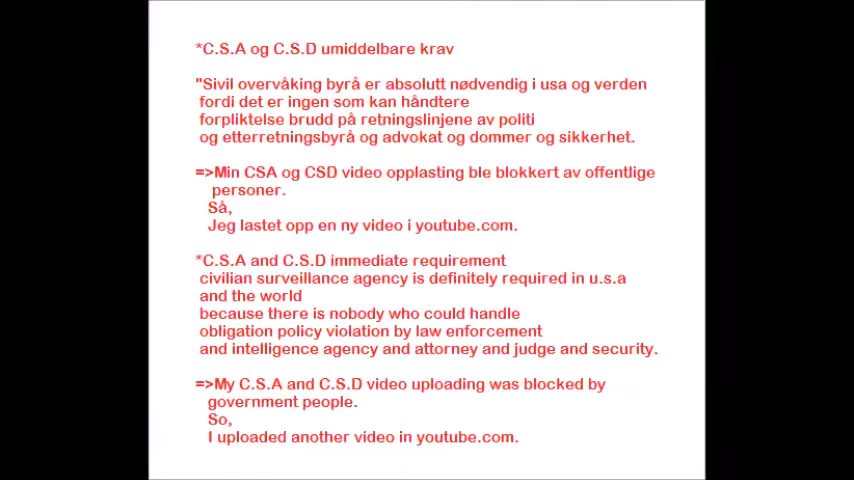 *C.S.A og C.S.D umiddelbare krav
"Sivil overvåking byrå er absolutt nødvendig i usa og verden
fordi det er ingen som kan håndtere
forpliktelse brudd på retningslinjene av politi
og etterretningsbyrå og advokat og dommer og sikkerhet.
=>Min CSA og CSD video opplasting ble blokkert av offentlige
personer.
Så,
Jeg lastet opp en ny video i youtube.com.
*C.S.A and C.S.D immediate requirement
civilian surveillance agency is definitely required in u.s.a
and the world
because there is nobody who could handle
obligation policy violation by law enforcement
and intelligence agency and attorney and judge and security.
=>My C.S.A and C.S.D video uploading was blocked by
government people.
So,
I uploaded another video in youtube.com.